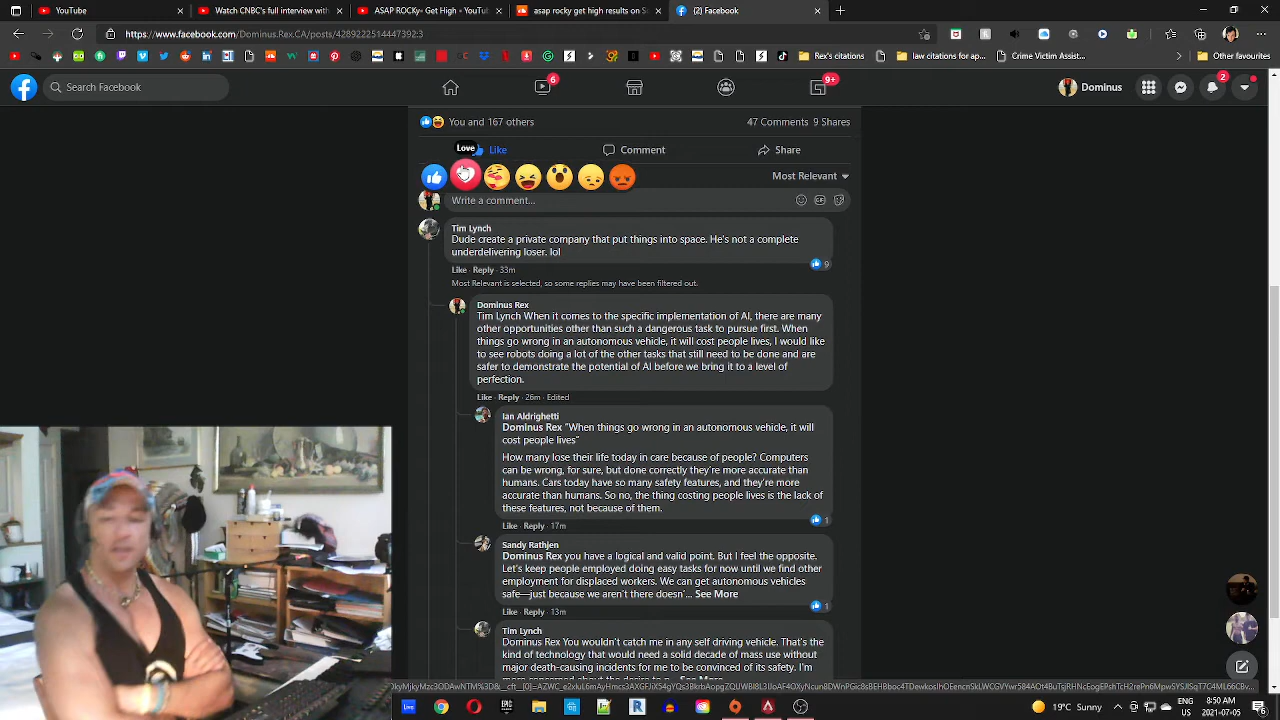 YouTube
Watch CNBC's full interview with
ASAP ROCKy- Get High • YouTub
asap rocky get high results on So
(2) Facebook
https://www.facebook.com/Dominus.Rex.CA/posts/4289222514447392:3
Rex's citations
law citations for ap...
Crime Victim Assist...
Other favorites
Search Facebook
6
9+
Dominus
2
You and 167 others
47 Comments 9 Shares
Love
Like
Comment
Share
Most Relevant
Write a comment...
GIF
Tim Lynch
Dude create a private company that put things into space. He's not a complete
underdelivering loser. lol
9
Like · Reply · 33m
Most Relevant is selected, so some replies may have been filtered out.
Dominus Rex
Tim Lynch When it comes to the specific implementation of AI, there are many
other opportunities other than such a dangerous task to pursue first. When
things go wrong in an autonomous vehicle, it will cost people lives. I would like
to see robots doing a lot of the other tasks that still need to be done and are
safer to demonstrate the potential of AI before we bring it to a level of
perfection.
Like · Reply · 26m · Edited
Ian Aldrighetti
Dominus Rex "When things go wrong in an autonomous vehicle, it will
cost people lives"
How many lose their life today in care because of people? Computers
can be wrong, for sure, but done correctly they're more accurate than
humans. Cars today have so many safety features, and they're more
accurate than humans. So no, the thing costing people lives is the lack of
these features, not because of them.
1
Like · Reply · 17m
Sandy Rathjen
Dominus Rex you have a logical and valid point. But I feel the opposite.
Let's keep people employed doing easy tasks for now until we find other
employment for displaced workers. We can get autonomous vehicles
safe—just because we aren't there doesn'... See More
1
Like · Reply · 13m
Tim Lynch
Dominus Rex You wouldn't catch me in any self driving vehicle. That's the
kind of technology that would need a solid decade of mass use without
major death-causing incidents for me to be convinced of its safety. I'm
See More
19°C Sunny
8:50 AM
2021-07-05